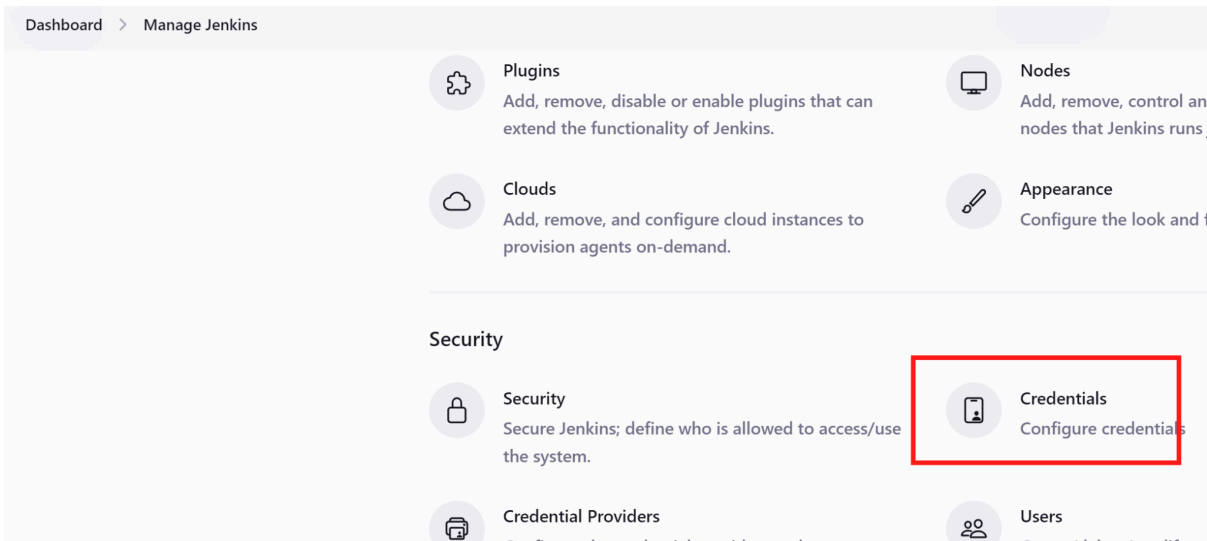 Dashboard > Manage Jenkins
Plugins
Add, remove, disable or enable plugins that can
extend the functionality of Jenkins.
Nodes
Add, remove, control an
nodes that Jenkins runs
Clouds
Add, remove, and configure cloud instances to
provision agents on-demand.
Appearance
Configure the look and f
Security
Security
Secure Jenkins; define who is allowed to access/use
the system.
Credentials
Configure credentials
Credential Providers
Users